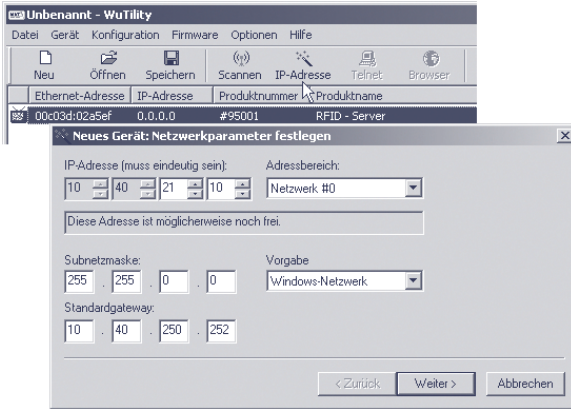 Unbenannt - WuTility
Datei Gerät Konfiguration Firmware Optionen Hilfe
Neu Öffnen Speichern Scannen IP-Adresse Telnet Browser
Ethernet-Adresse IP-Adresse Produktnummer Produktname
00c03d:02a5ef 0.0.0.0 #95001 RFID - Server
Neues Gerät: Netzwerkparameter festlegen
IP-Adresse (muss eindeutig sein): Adressbereich:
10 40 21 10 Netzwerk #0
Diese Adresse ist möglicherweise noch frei.
Subnetzmaske: Vorgabe
255 . 255 . 0 . 0 Windows-Netzwerk
Standardgateway:
10 . 40 . 250 . 252
< Zurück Weiter > Abbrechen